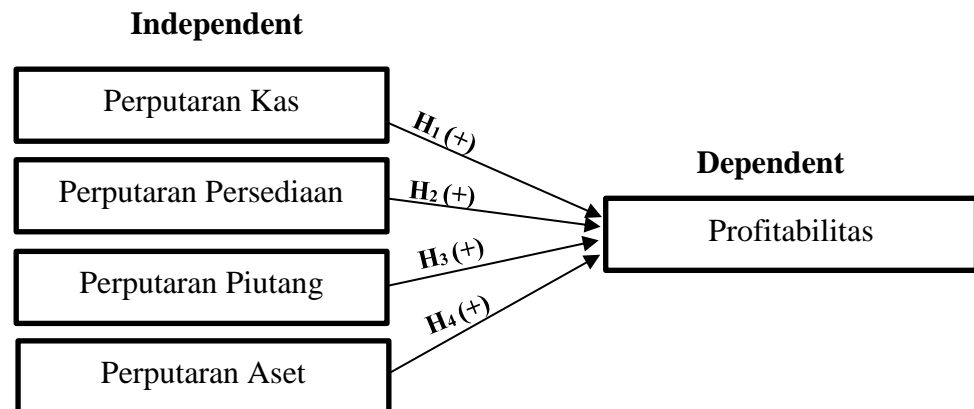 Independent
Perputaran Kas
H₁ (+)
Perputaran Persediaan
H₂ (+)
Perputaran Piutang
H₃ (+)
Perputaran Aset
H₄ (+)
Dependent
Profitabilitas